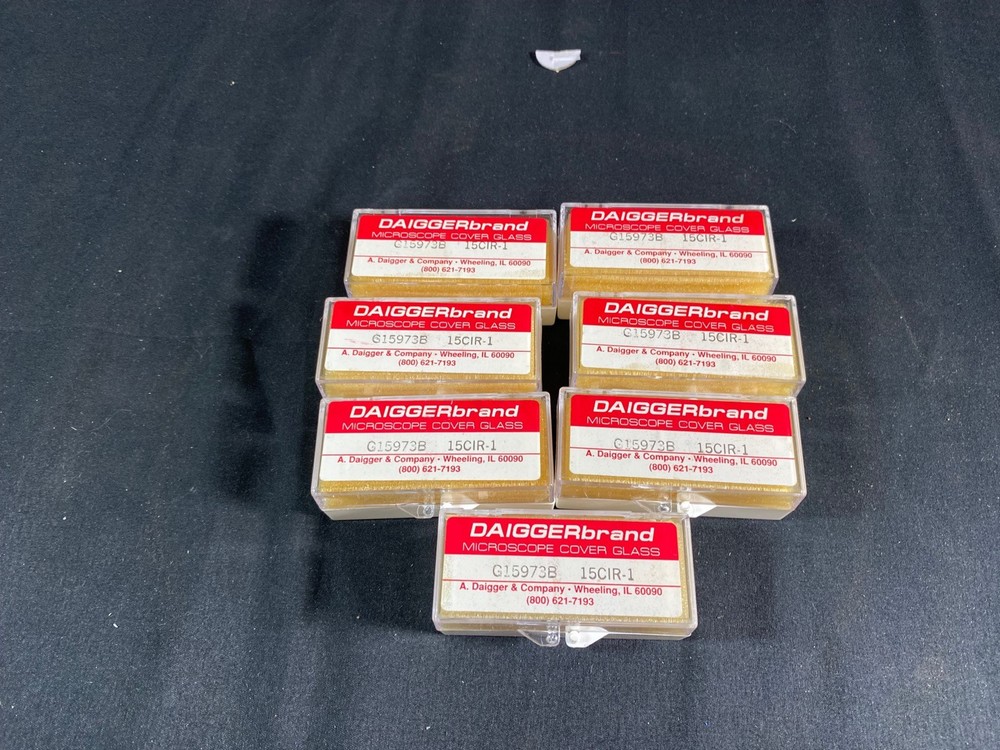 DAIGGERbrand
MICROSCOPE COVER GLASS
G15973B 15CIR-1
A. Daigger & Company • Wheeling, IL 60090
(800) 621-7193
DAIGGERbrand
MICROSCOPE COVER GLASS
G15973B 15CIR-1
A. Daigger & Company • Wheeling, IL 60090
(800) 621-7193
DAIGGERbrand
MICROSCOPE COVER GLASS
G15973B 15CIR-1
A. Daigger & Company • Wheeling, IL 60090
(800) 621-7193
DAIGGERbrand
MICROSCOPE COVER GLASS
G15973B 15CIR-1
A. Daigger & Company • Wheeling, IL 60090
(800) 621-7193
DAIGGERbrand
MICROSCOPE COVER GLASS
G15973B 15CIR-1
A. Daigger & Company • Wheeling, IL 60090
(800) 621-7193
DAIGGERbrand
MICROSCOPE COVER GLASS
G15973B 15CIR-1
A. Daigger & Company • Wheeling, IL 60090
(800) 621-7193
DAIGGERbrand
MICROSCOPE COVER GLASS
G15973B 15CIR-1
A. Daigger & Company • Wheeling, IL 60090
(800) 621-7193